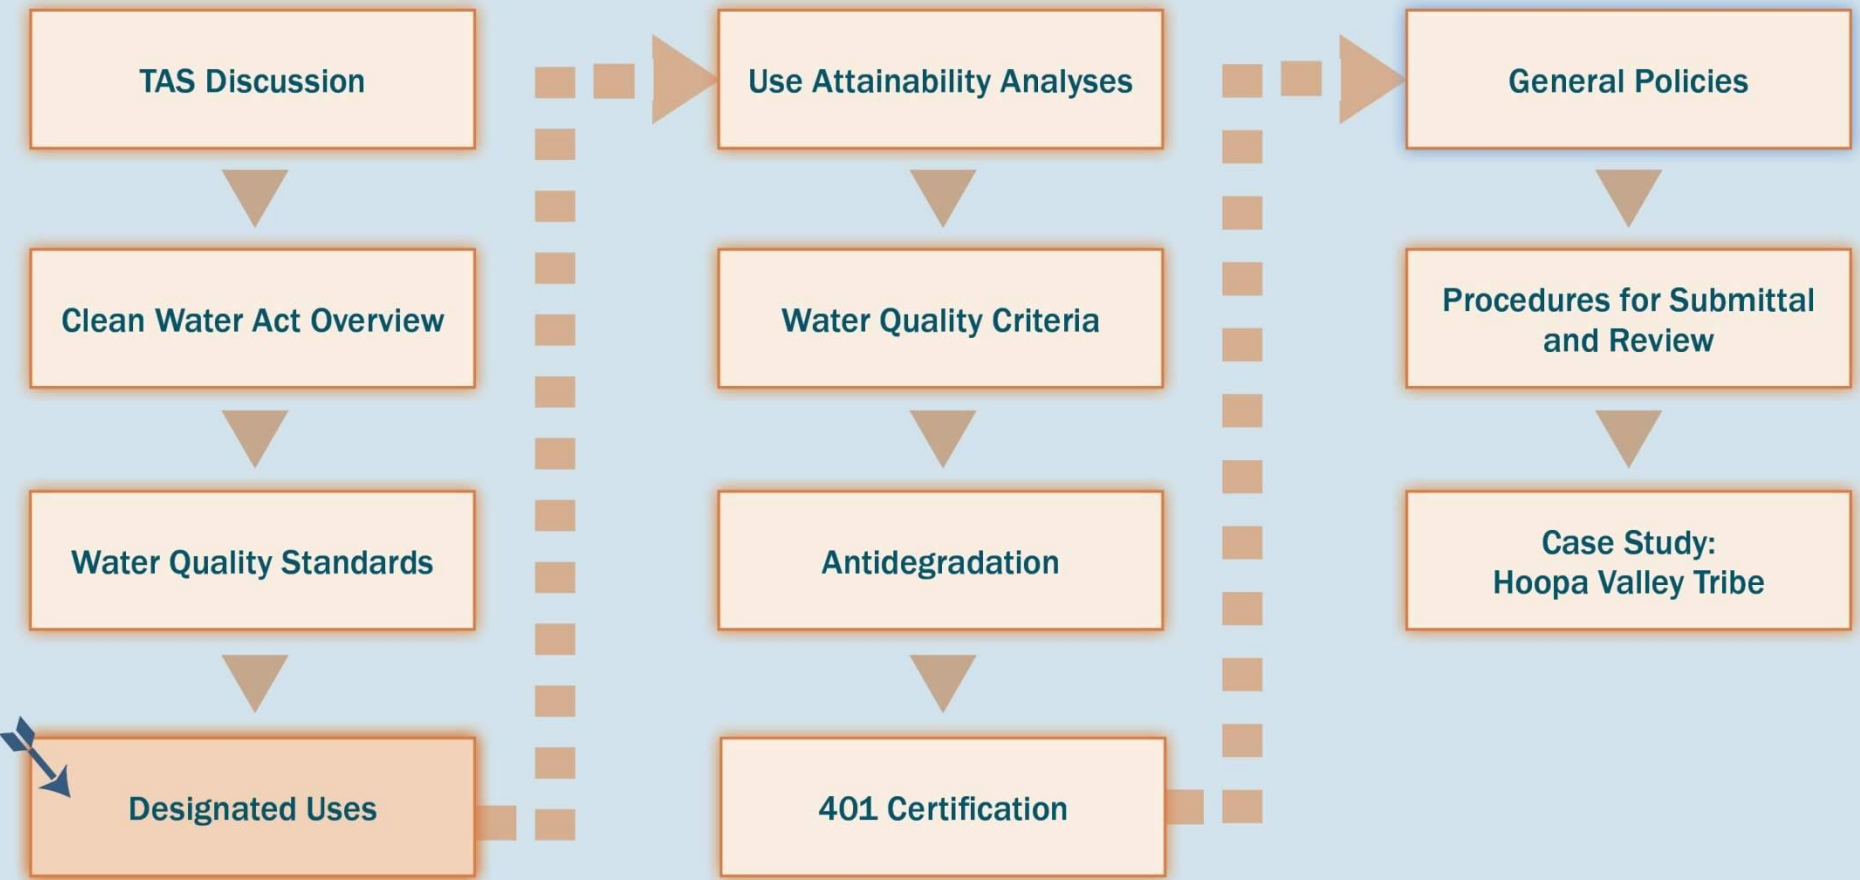 TAS Discussion
Clean Water Act Overview
Water Quality Standards
Designated Uses
Use Attainability Analyses
Water Quality Criteria
Antidegradation
401 Certification
General Policies
Procedures for Submittal
and Review
Case Study:
Hoopa Valley Tribe